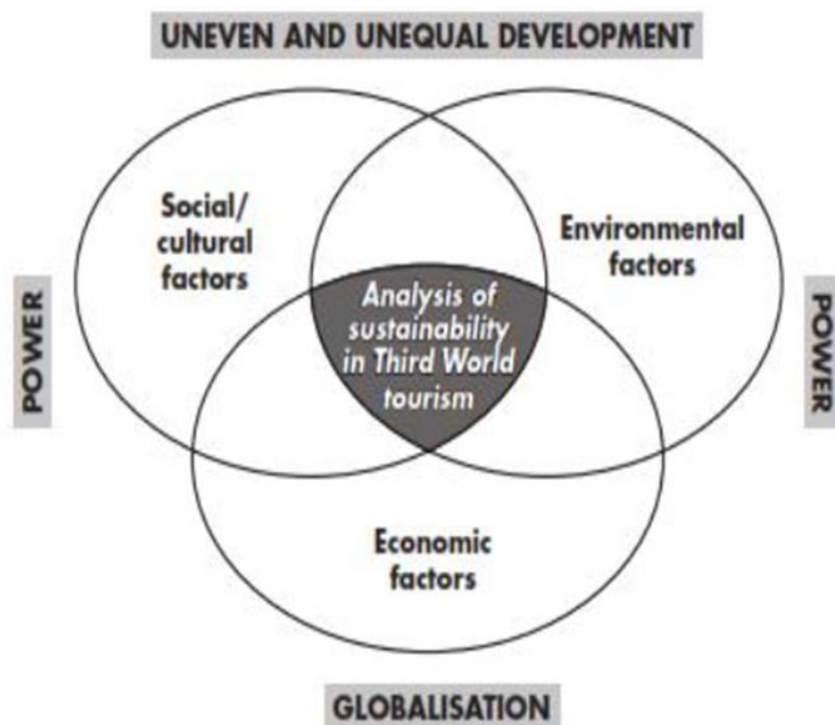 UNEVEN AND UNEQUAL DEVELOPMENT
Social/
cultural
factors
Environmental
factors
POWER
Analysis of
sustainability
in Third World
tourism
POWER
Economic
factors
GLOBALISATION